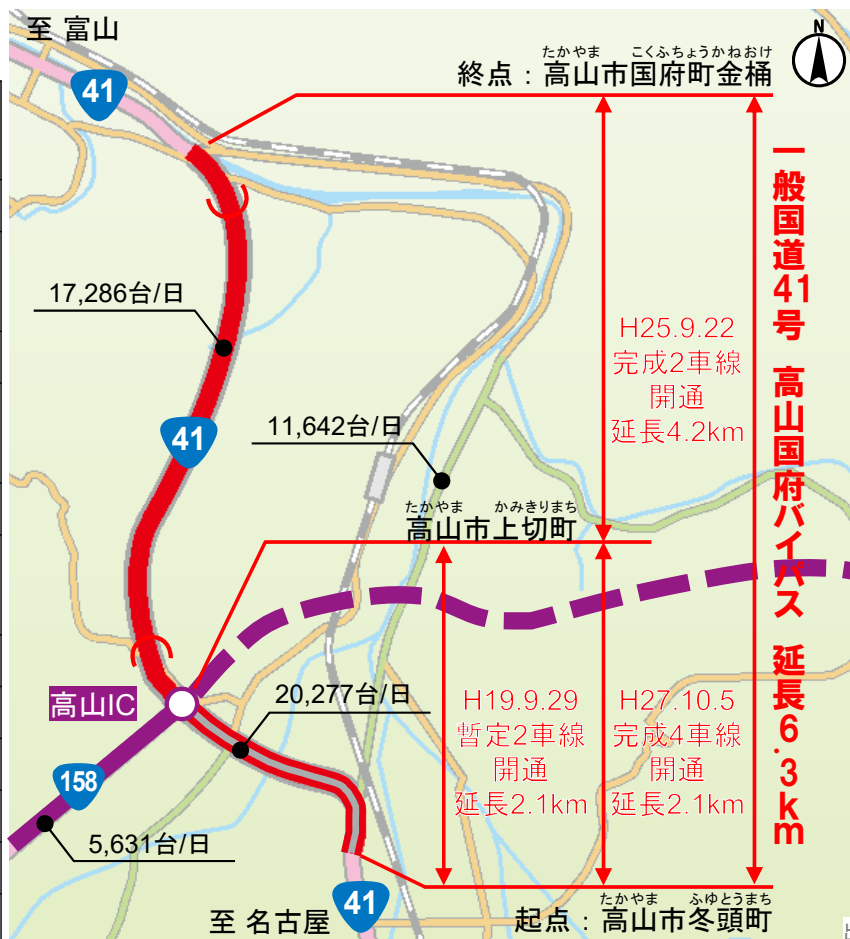 至 富山
たかやま こくふちょうかねおけ
終点：高山市国府町金桶
N
41
一般国道41号 高山国府バイパス 延長6.3km
17,286台/日
H25.9.22
完成2車線
開通
延長4.2km
41
11,642台/日
たかやま かみきりまち
高山市上切町
高山IC
20,277台/日
H19.9.29
暫定2車線
開通
延長2.1km
H27.10.5
完成4車線
開通
延長2.1km
158
5,631台/日
41
至 名古屋
たかやま ふゆとうまち
起点：高山市冬頭町